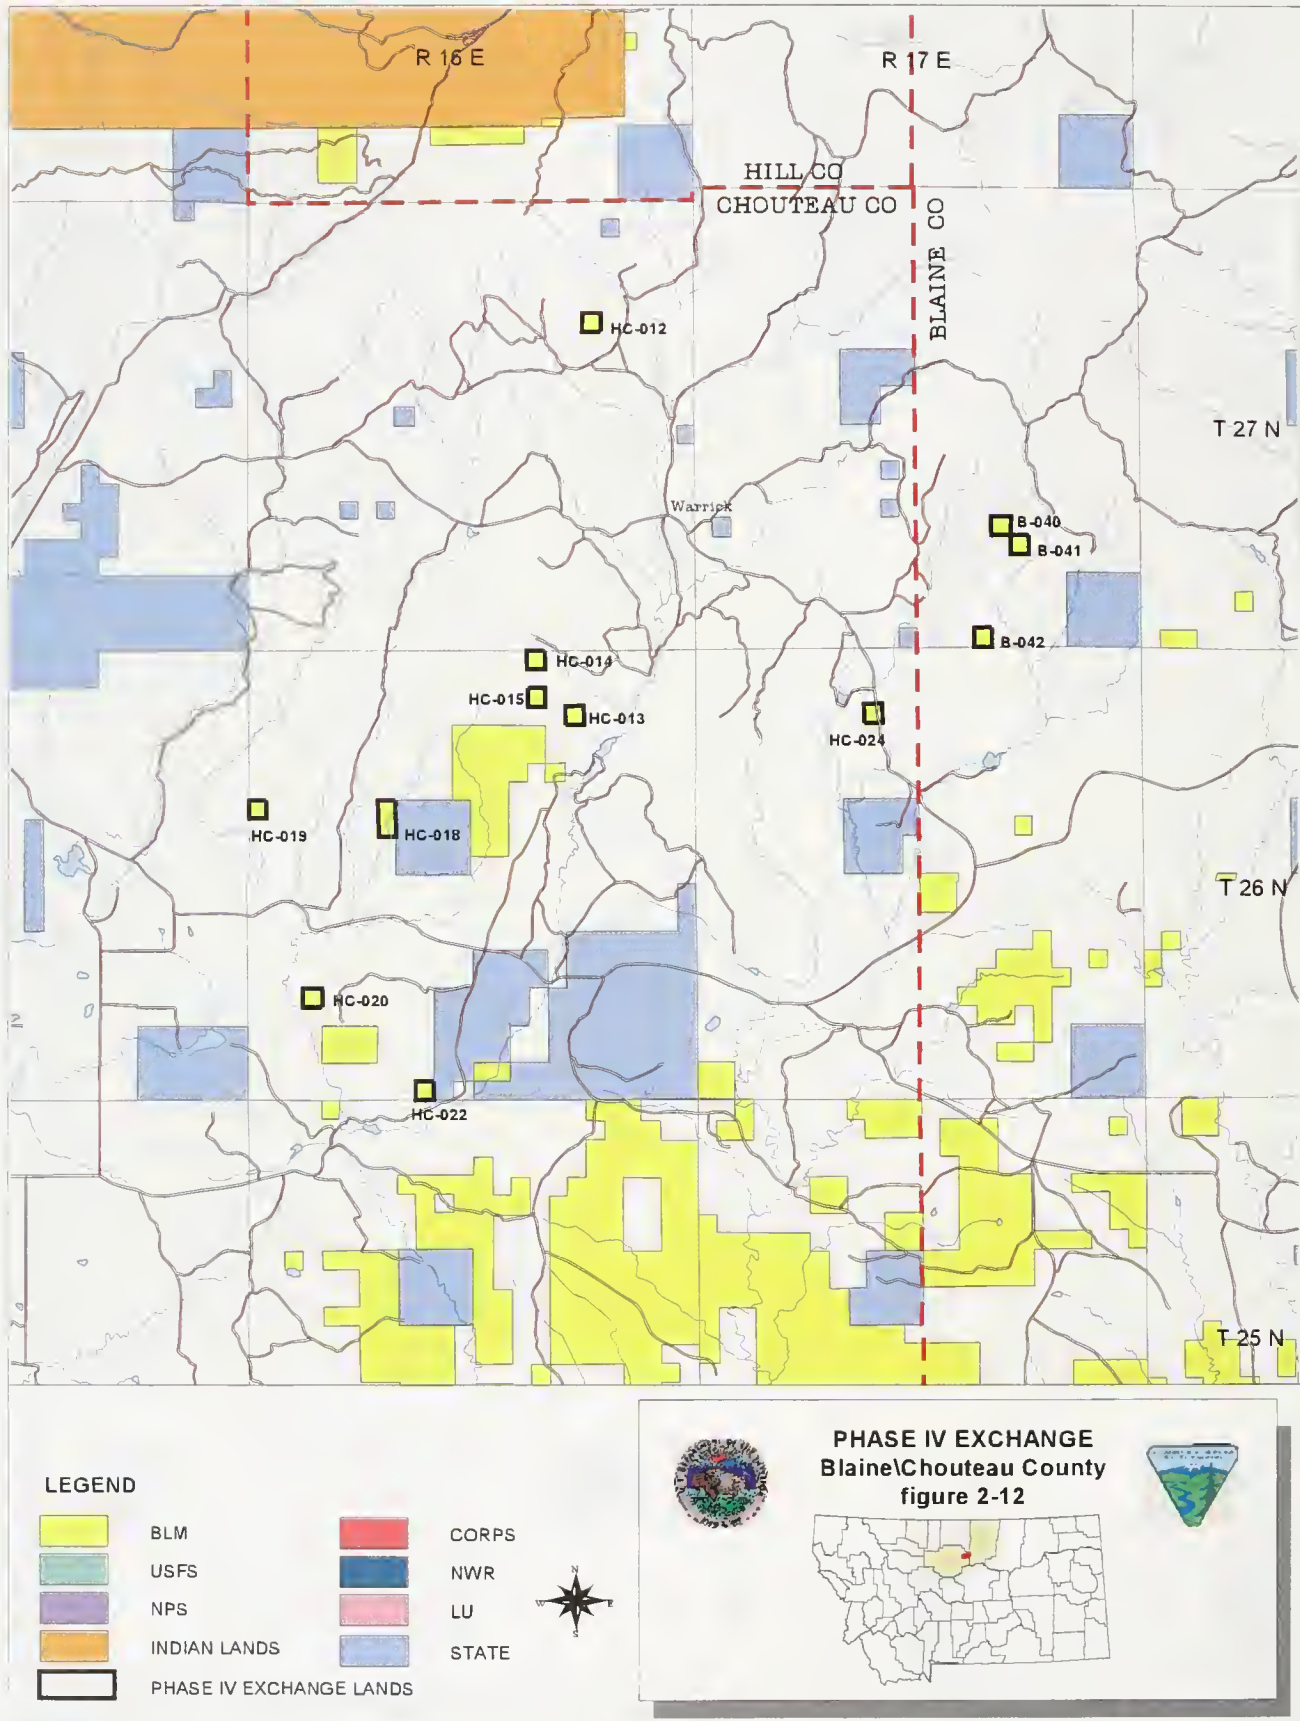 R 16 E
R 17 E
HILL CO
CHOUTEAU CO
BLAINE CO
HC-012
T 27 N
Warrick
B-040
B-041
B-042
HC-014
HC-015
HC-013
HC-024
HC-019
HC-018
T 26 N
HC-020
HC-022
T 25 N
LEGEND
BLM
USFS
NPS
INDIAN LANDS
PHASE IV EXCHANGE LANDS
CORPS
NWR
LU
STATE
N
W
E
S
PHASE IV EXCHANGE
Blaine\Chouteau County
figure 2-12